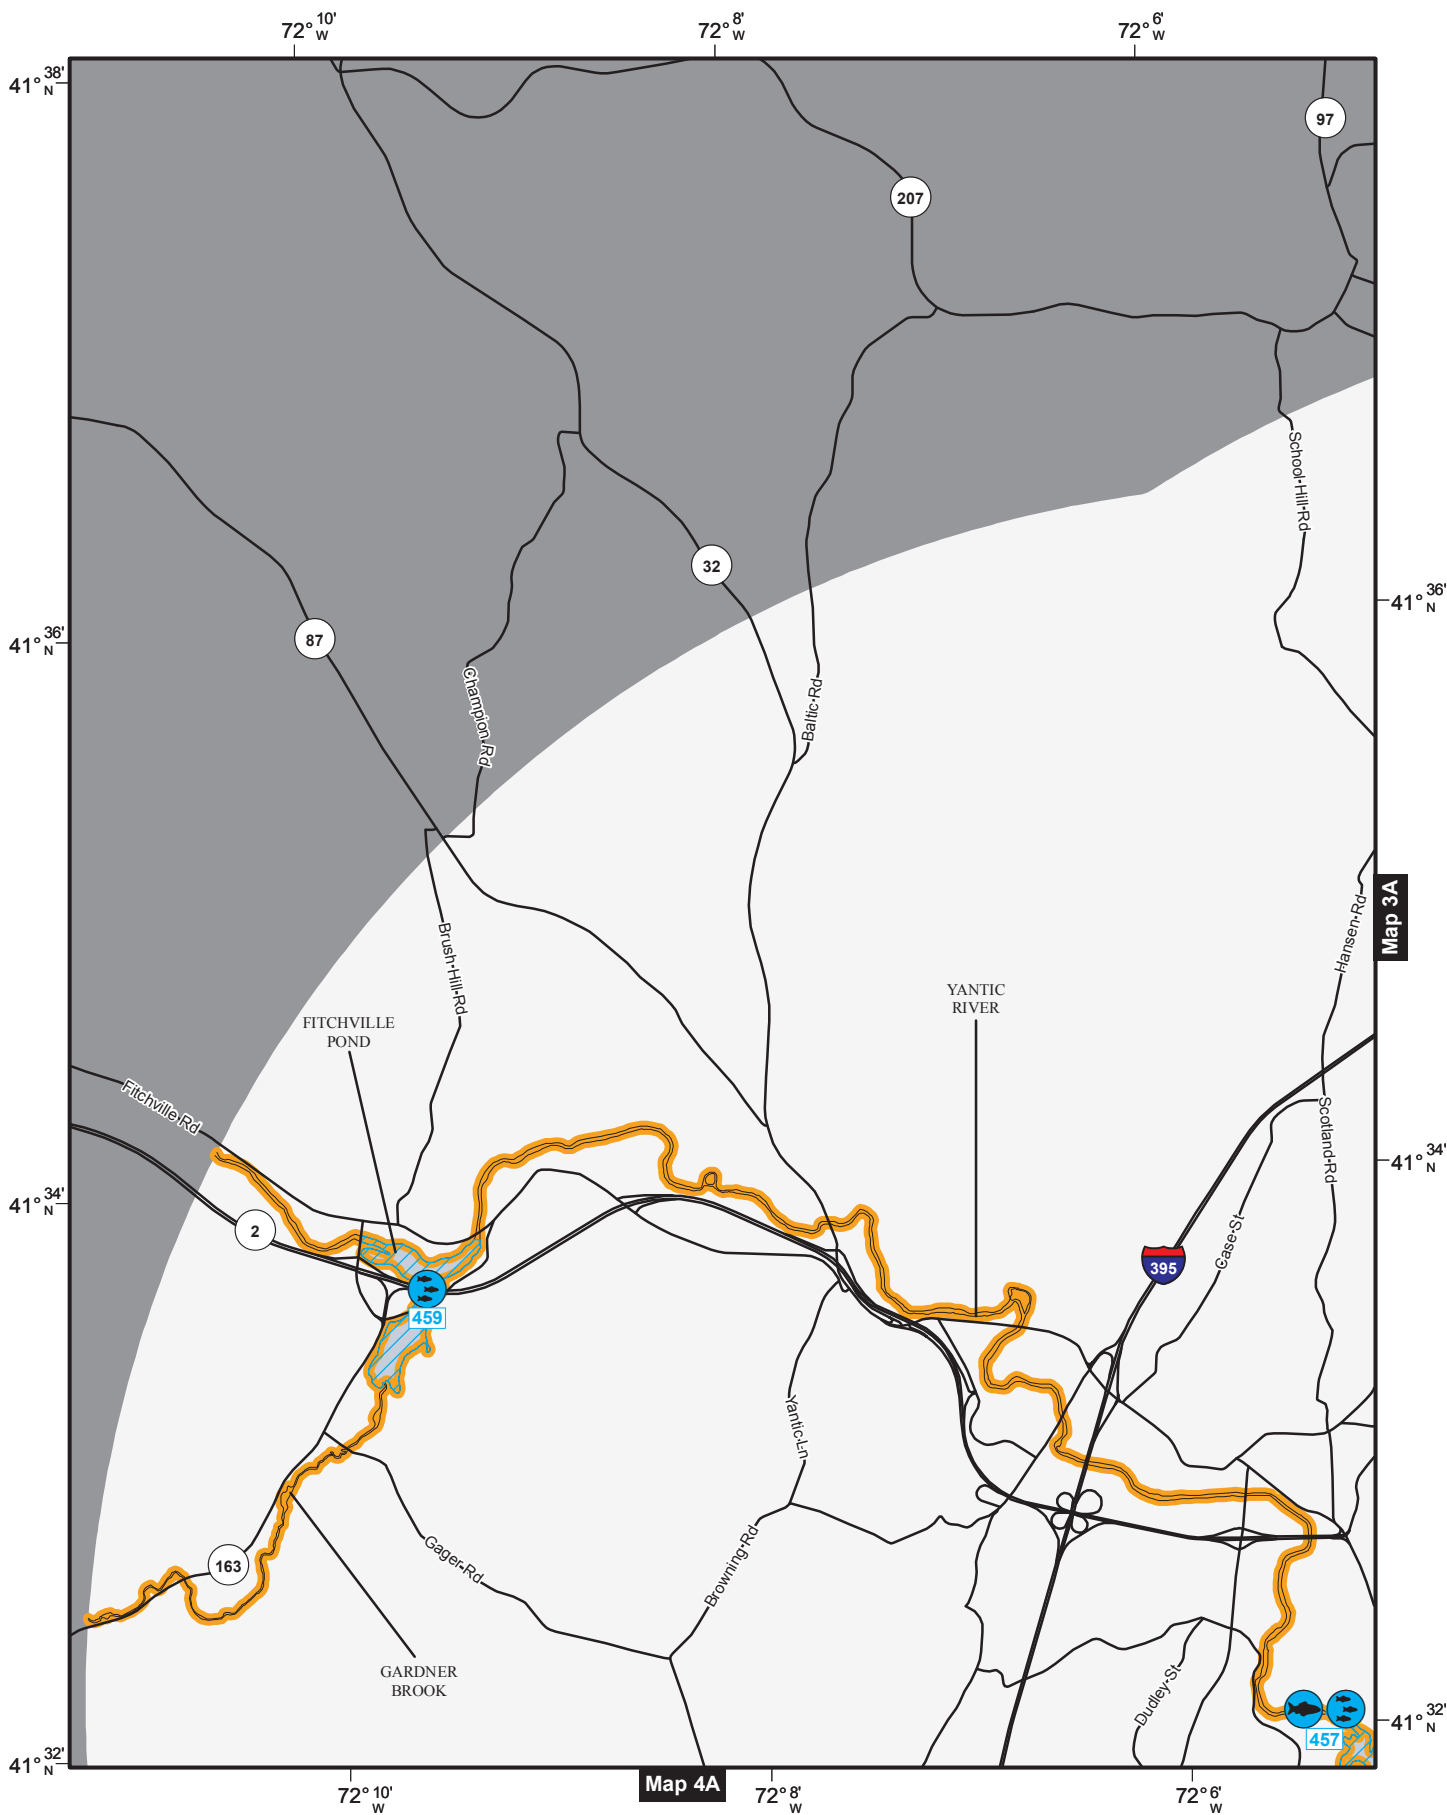 72° 10' W
72° 8' W
72° 6' W
41° 38' N
97
207
School Hill Rd
32
41° 36' N
87
41° 36' N
Champion Rd
Baltic Rd
Map 3A
Hansen Rd
Brush Hill Rd
YANTIC
RIVER
FITCHVILLE
POND
Fitchville Rd
Scotland Rd
41° 34' N
41° 34' N
2
Case St
395
459
Yantic Ln
Gager Rd
Browning Rd
163
GARDNER
BROOK
Dudley St
41° 32' N
457
41° 32' N
Map 4A
72° 10' W
72° 8' W
72° 6' W